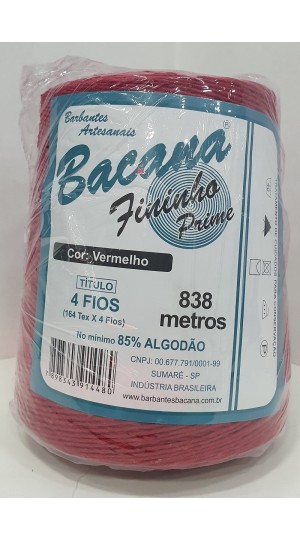 Barbantes
Artesanais
Bacana®
Fininho
Prime
Cor: Vermelho
TÍTULO
4 FIOS
(164 Tex X 4 Fios)
838
metros
No mínimo 85% ALGODÃO
CNPJ: 00.677.791/0001-99
SUMARÉ - SP
INDÚSTRIA BRASILEIRA
www.barbantesbacana.com.br
7898343914480